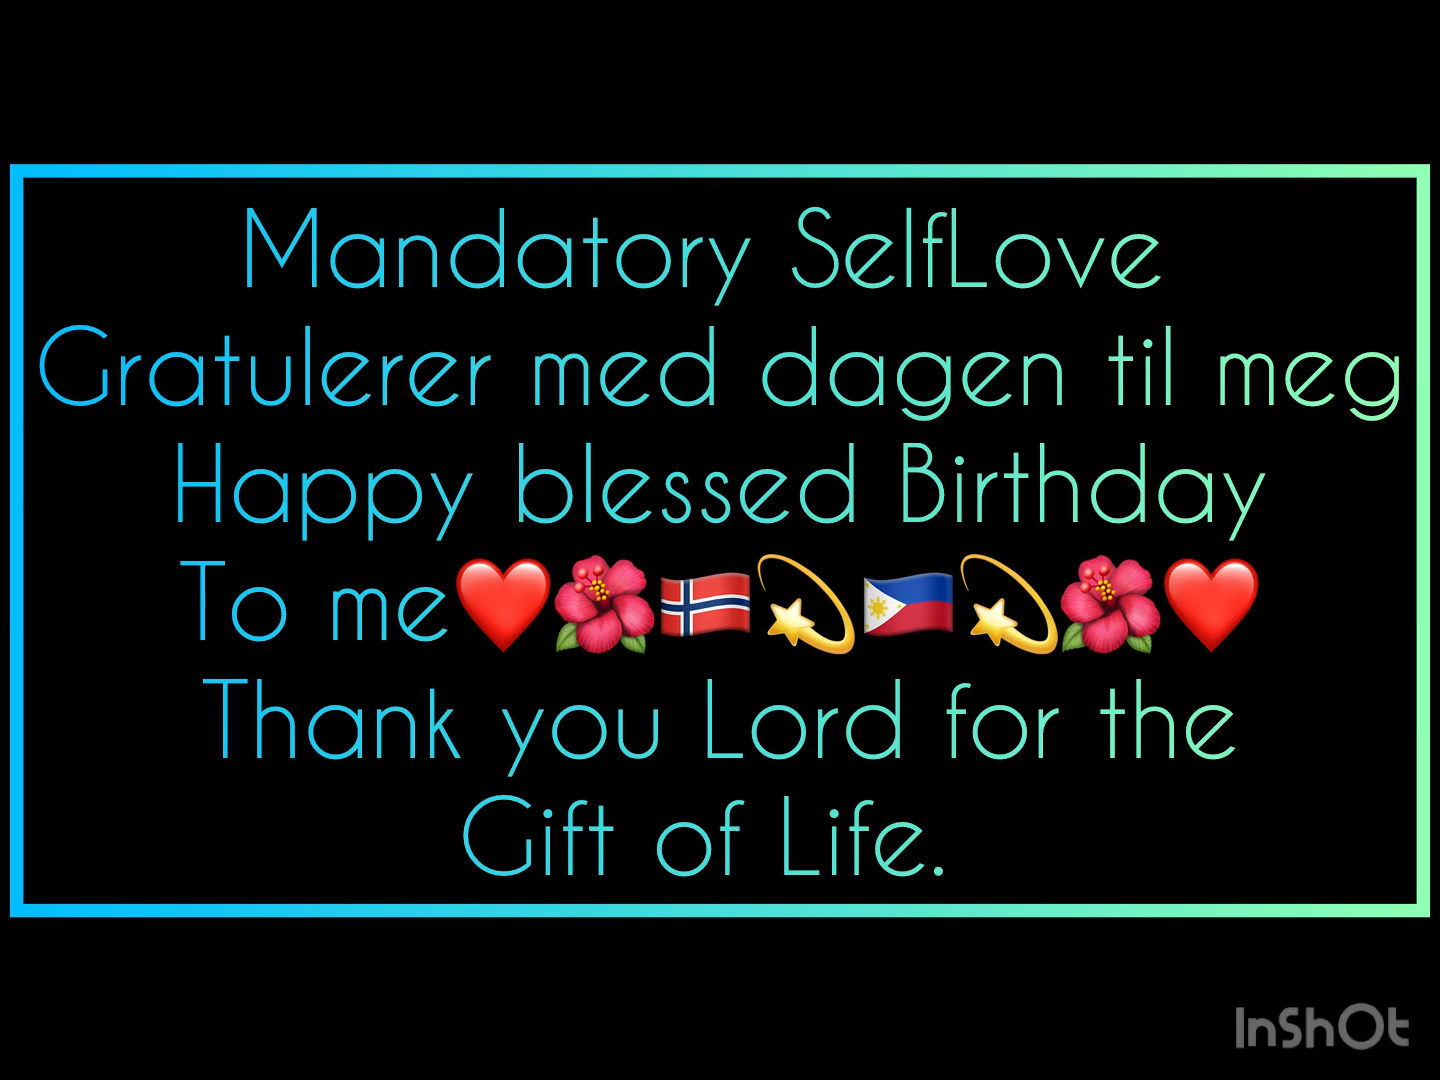 Mandatory SelfLove
Gratulerer med dagen til meg
Happy blessed Birthday
To me❤️🌺🇳🇴💫🇵🇭💫🌺❤️
Thank you Lord for the
Gift of Life.
InShOt